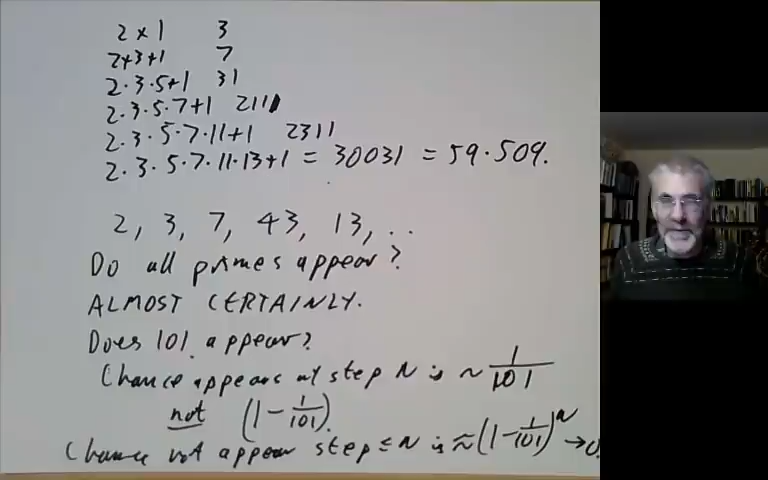 2 × 1 3
2×3+1 7
2·3·5+1 31
2·3·5·7+1 211
2·3·5·7·11+1 2311
2·3·5·7·11·13+1 = 30031 = 59·509.
2, 3, 7, 43, 13, ..
Do all primes appear?
ALMOST CERTAINLY.
Does 101 appear?
Chance appears at step N is ~ 1/101
not (1 - 1/101).
Chance not appear step ≤ N is ≈ (1 - 1/101)^N → 0.